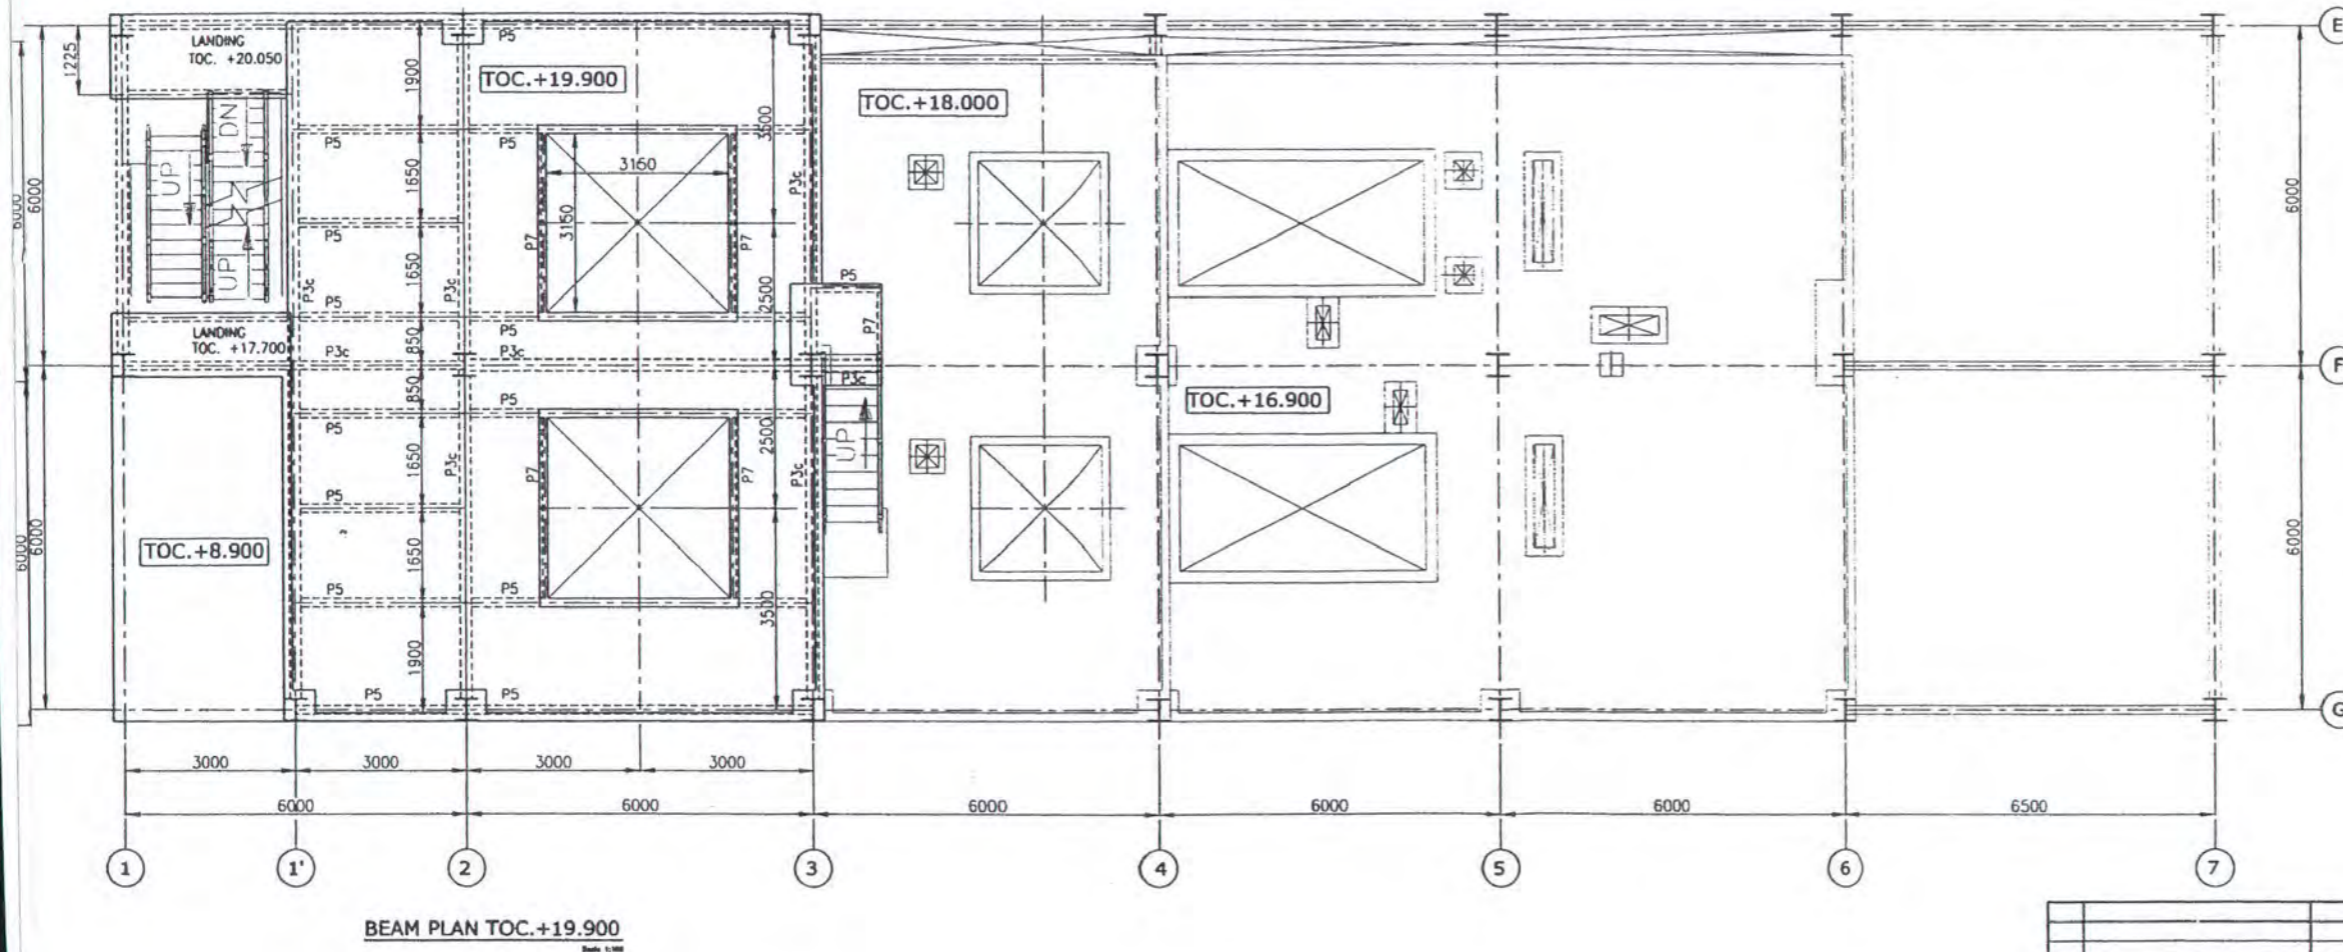 E
LANDING
TOC. +20.050
P5
1225
1900
TOC.+19.900
TOC.+18.000
3500
DN
UP
P5
P5
1650
3160
3150
P3c
6000
6000
6000
P5
P7
P7
1650
UP
P3c
P3c
2500
P5
P5
P5
P7
LANDING
TOC. +17.700
P5
850
P3c
P3c
F
P3c
850
P5
P5
TOC.+16.900
1650
2500
UP
P3c
P7
P7
P3c
P5
6000
6000
6000
TOC.+8.900
1650
P5
3500
1900
P5
P5
G
3000
3000
3000
3000
6000
6000
6000
6000
6000
6500
1
1'
2
3
4
5
6
7
BEAM PLAN TOC.+19.900